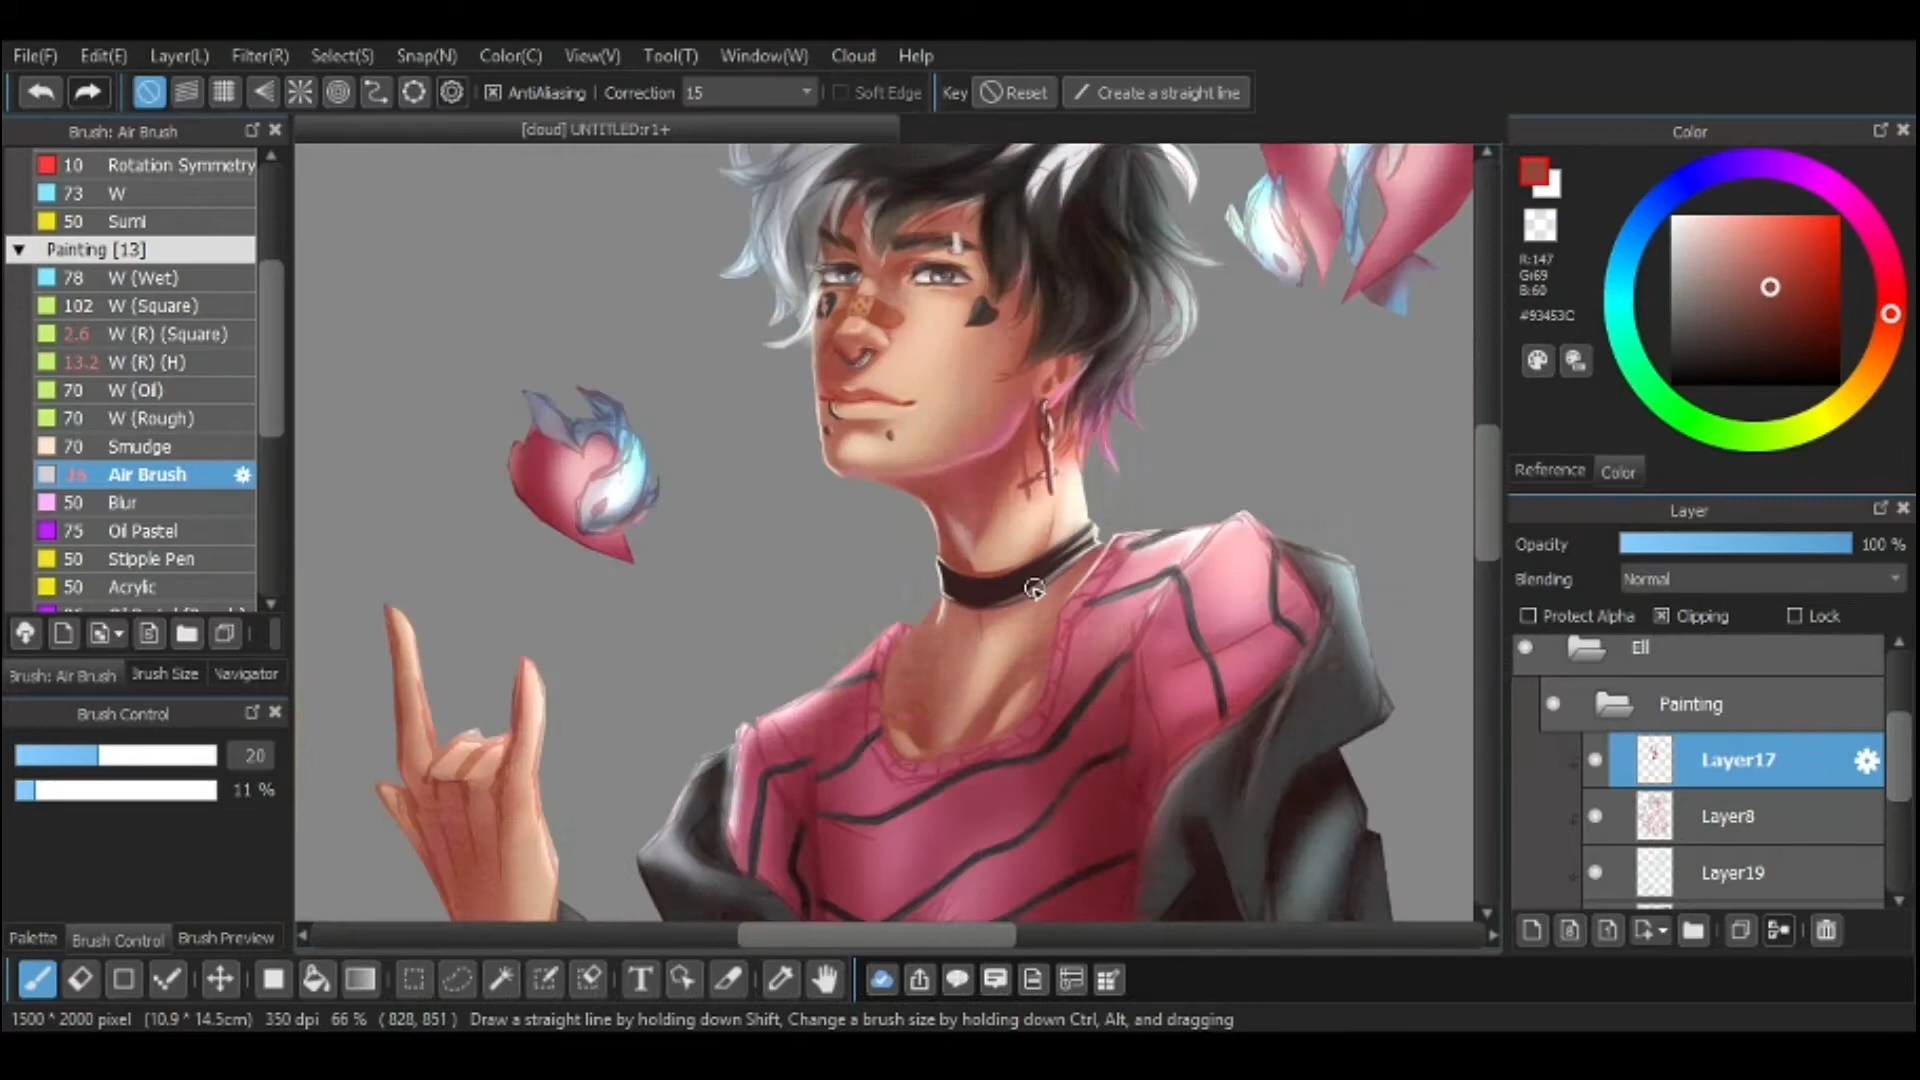 File(F) Edit(E) Layer(L) Filter(R) Select(S) Snap(N) Color(C) View(V) Tool(T) Window(W) Cloud Help
AntiAliasing Correction 15 Soft Edge Key Reset Create a straight line
Brush: Air Brush
[cloud] UNTITLED:r1+
10 Rotation Symmetry
73 W
50 Sumi
Painting [13]
78 W (Wet)
102 W (Square)
2.6 W (R) (Square)
13.2 W (R) (H)
70 W (Oil)
70 W (Rough)
70 Smudge
Air Brush
50 Blur
75 Oil Pastel
50 Stipple Pen
50 Acrylic
Brush: Air Brush Brush Size Navigator
Brush Control
20
11 %
Palette Brush Control Brush Preview
Color
R:147
G:69
B:60
#93453C
Reference Color
Layer
Opacity 100 %
Blending Normal
Protect Alpha Clipping Lock
Ell
Painting
Layer17
Layer8
Layer19
T
1500 * 2000 pixel (10.9 * 14.5cm) 350 dpi 66 % ( 828, 851 ) Draw a straight line by holding down Shift, Change a brush size by holding down Ctrl, Alt, and dragging